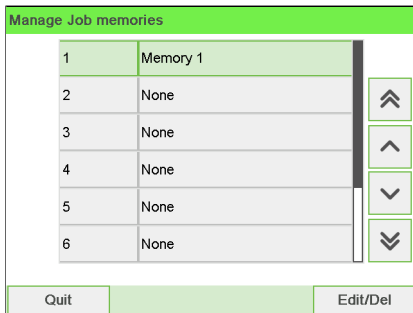 Manage Job memories
1 Memory 1
2 None
3 None
4 None
5 None
6 None
Quit Edit/Del